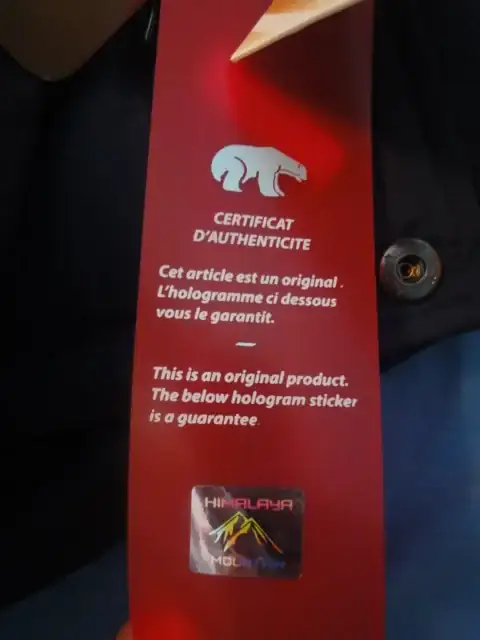 CERTIFICAT
D'AUTHENTICITE
Cet article est un original .
L'hologramme ci dessous
vous le garantit.
This is an original product.
The below hologram sticker
is a guarantee.
HIMALAYA
MOUNTAIN